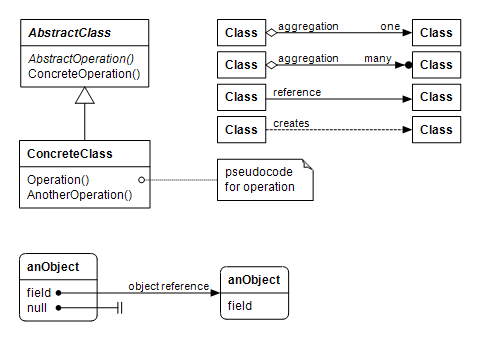 AbstractClass
AbstractOperation()
ConcreteOperation()
ConcreteClass
Operation()
AnotherOperation()
Class aggregation one Class
Class aggregation many Class
Class reference Class
Class creates Class
pseudocode
for operation
anObject
field
null
object reference
anObject
field